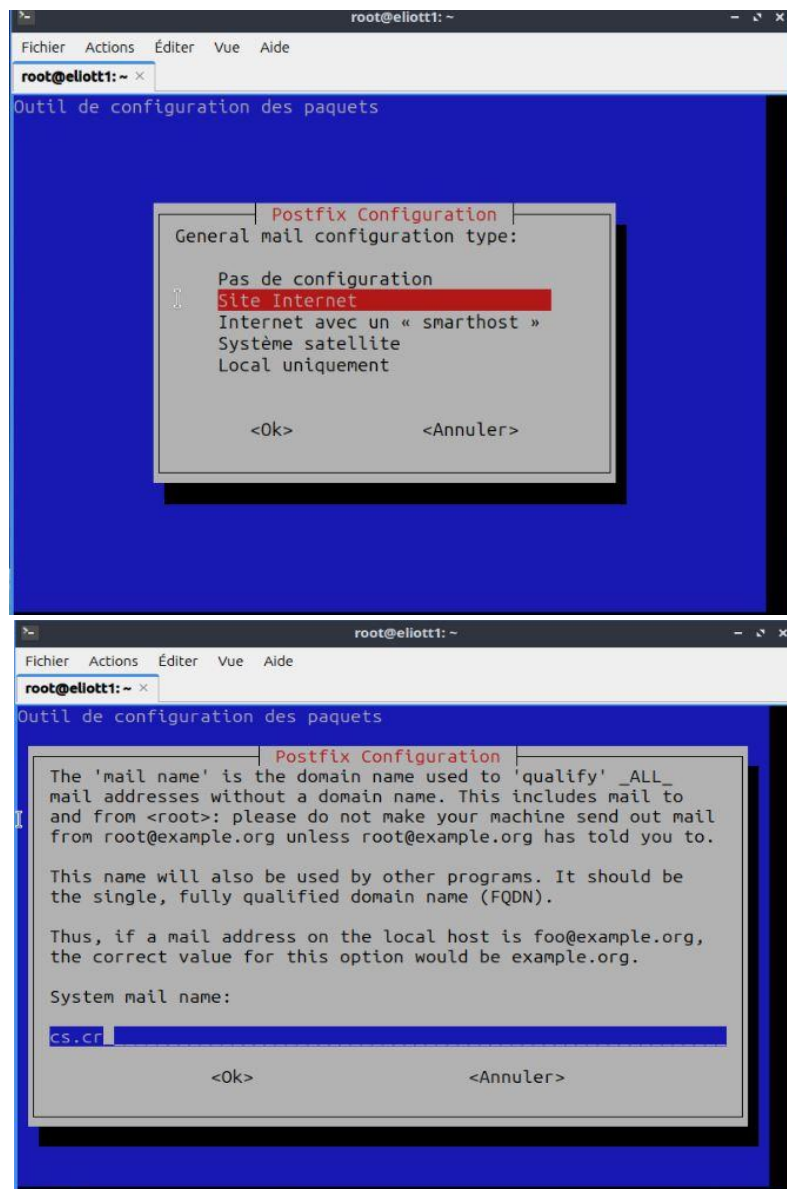 root@eliott1: ~
Fichier Actions Éditer Vue Aide
root@eliott1: ~ ×
Outil de configuration des paquets
Postfix Configuration
General mail configuration type:
Pas de configuration
Site Internet
Internet avec un « smarthost »
Système satellite
Local uniquement
<Ok> <Annuler>
root@eliott1: ~
Fichier Actions Éditer Vue Aide
root@eliott1: ~ ×
Outil de configuration des paquets
Postfix Configuration
The 'mail name' is the domain name used to 'qualify' _ALL_
mail addresses without a domain name. This includes mail to
and from <root>: please do not make your machine send out mail
from root@example.org unless root@example.org has told you to.
This name will also be used by other programs. It should be
the single, fully qualified domain name (FQDN).
Thus, if a mail address on the local host is foo@example.org,
the correct value for this option would be example.org.
System mail name:
cs.cr
<Ok> <Annuler>